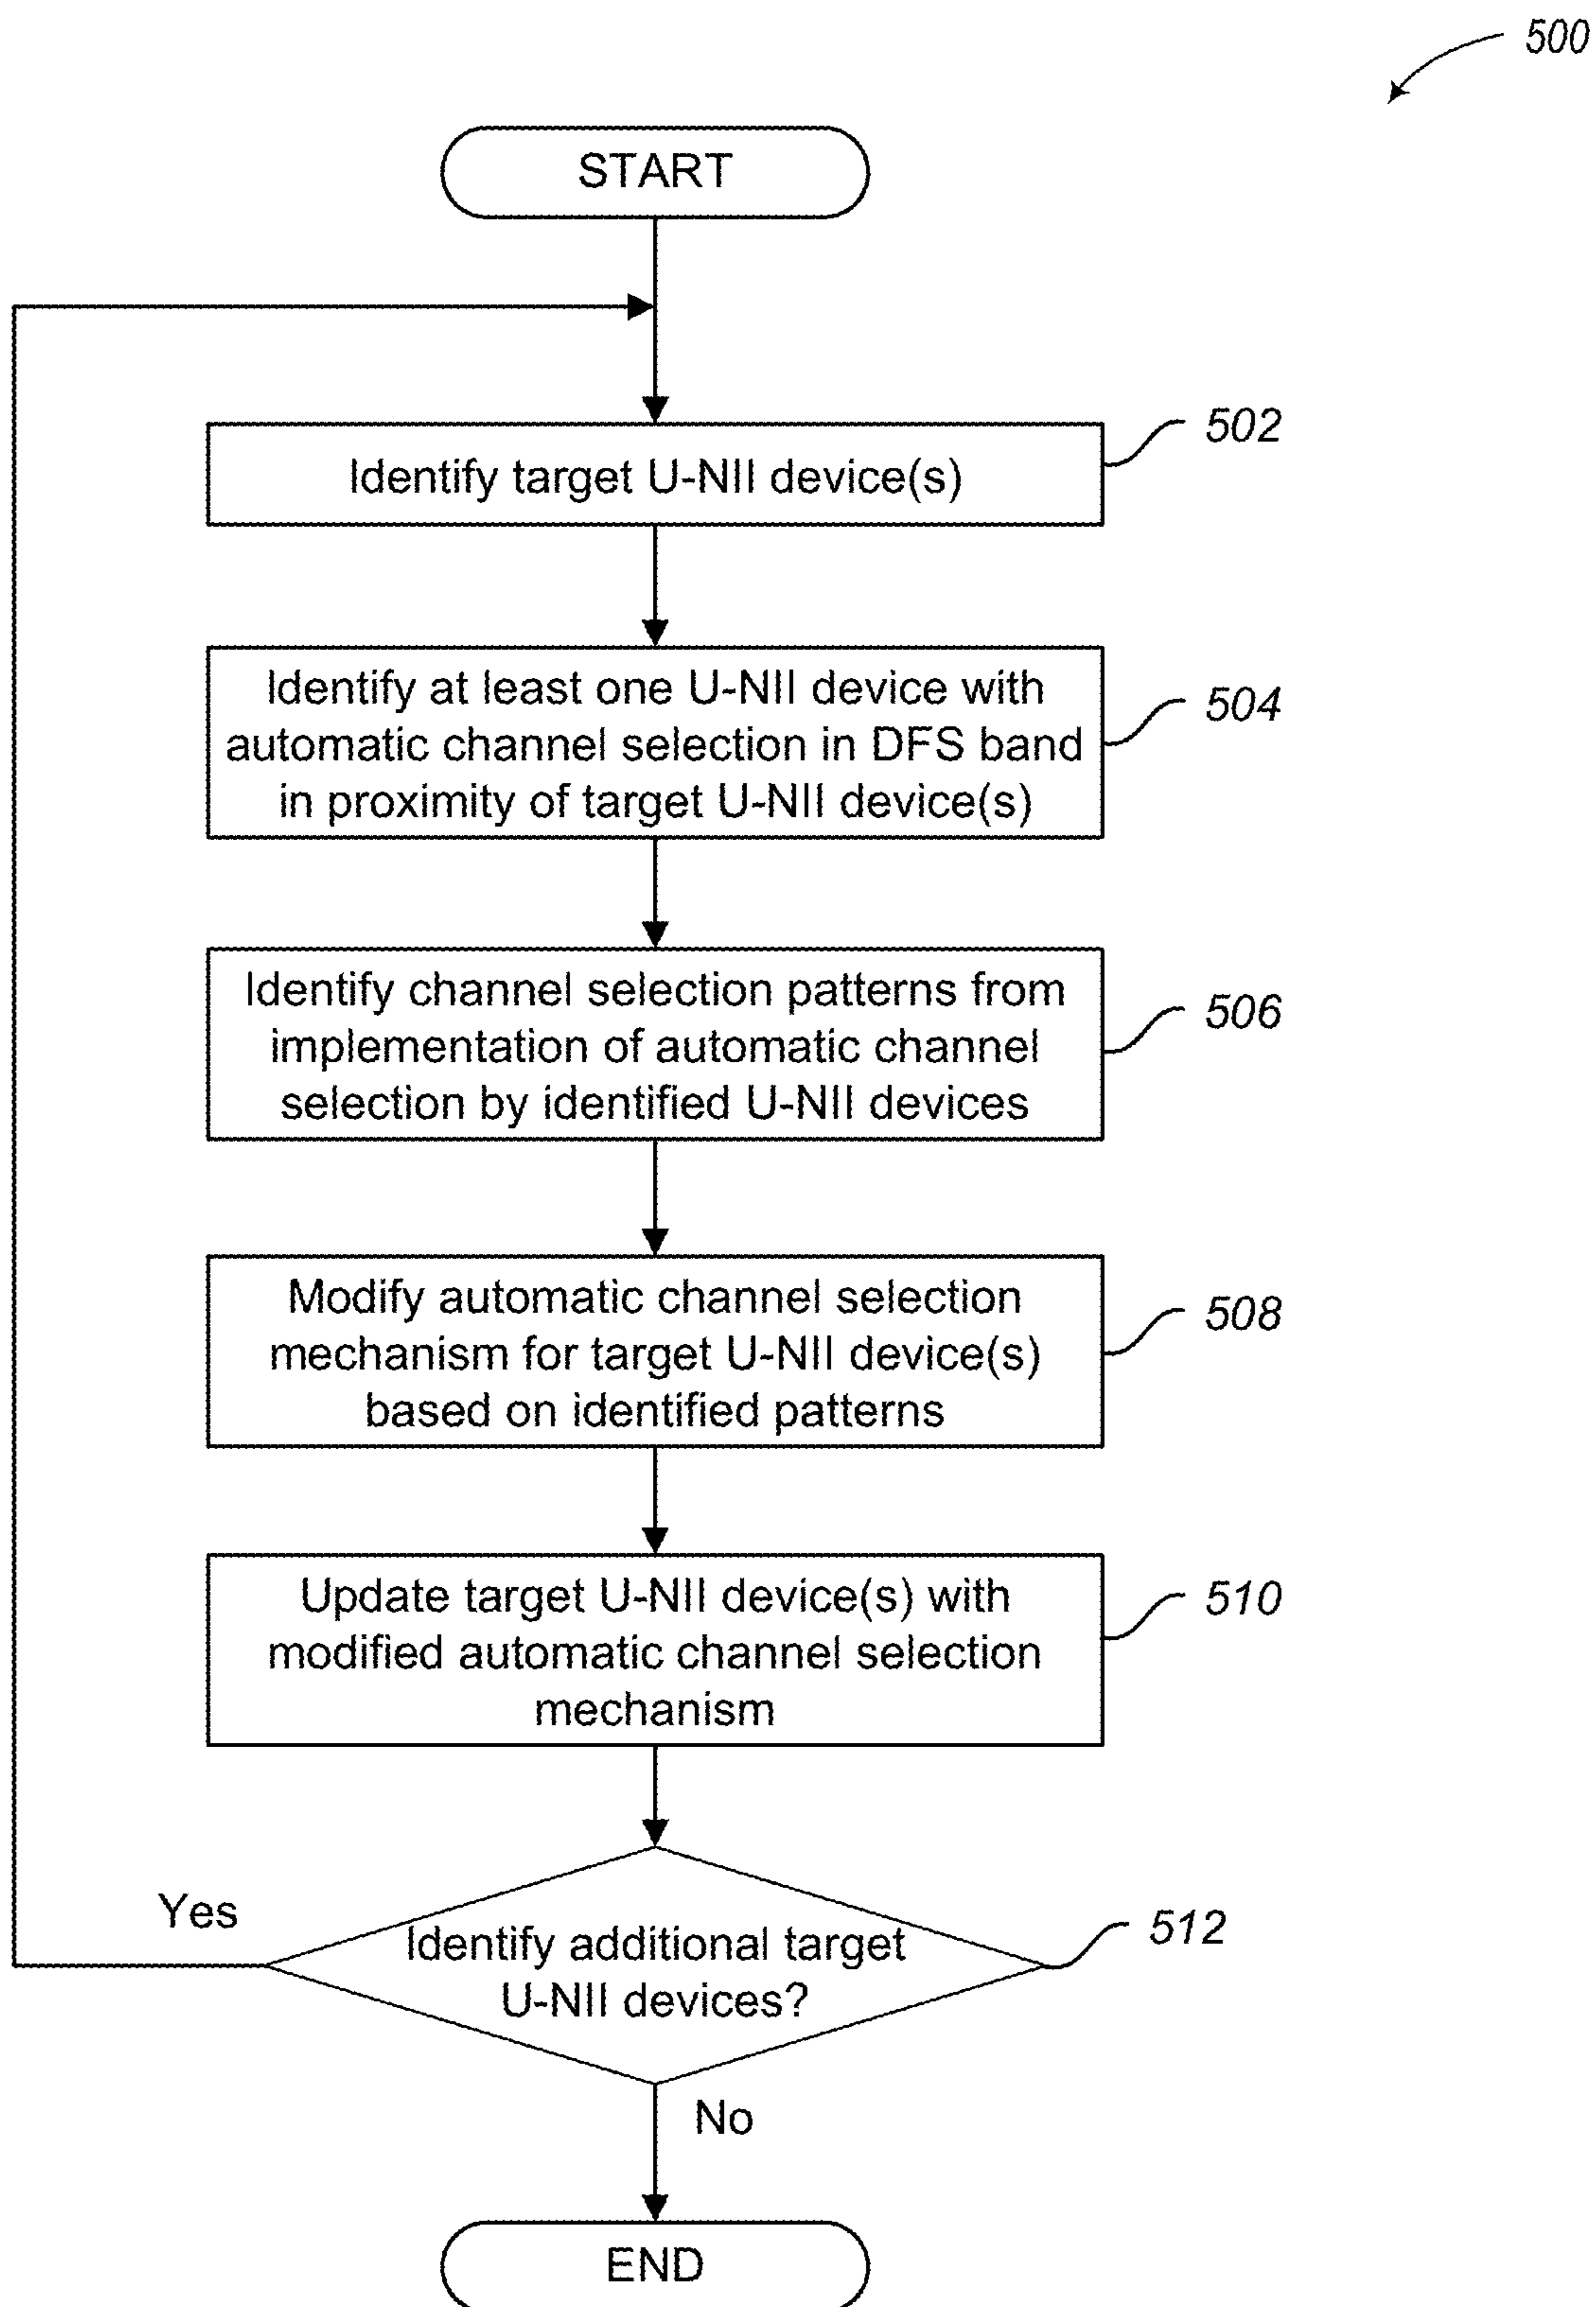 500
START
Identify target U-NII device(s)
502
Identify at least one U-NII device with
automatic channel selection in DFS band
in proximity of target U-NII device(s)
504
Identify channel selection patterns from
implementation of automatic channel
selection by identified U-NII devices
506
Modify automatic channel selection
mechanism for target U-NII device(s)
based on identified patterns
508
Update target U-NII device(s) with
modified automatic channel selection
mechanism
510
Yes
Identify additional target
U-NII devices?
512
No
END